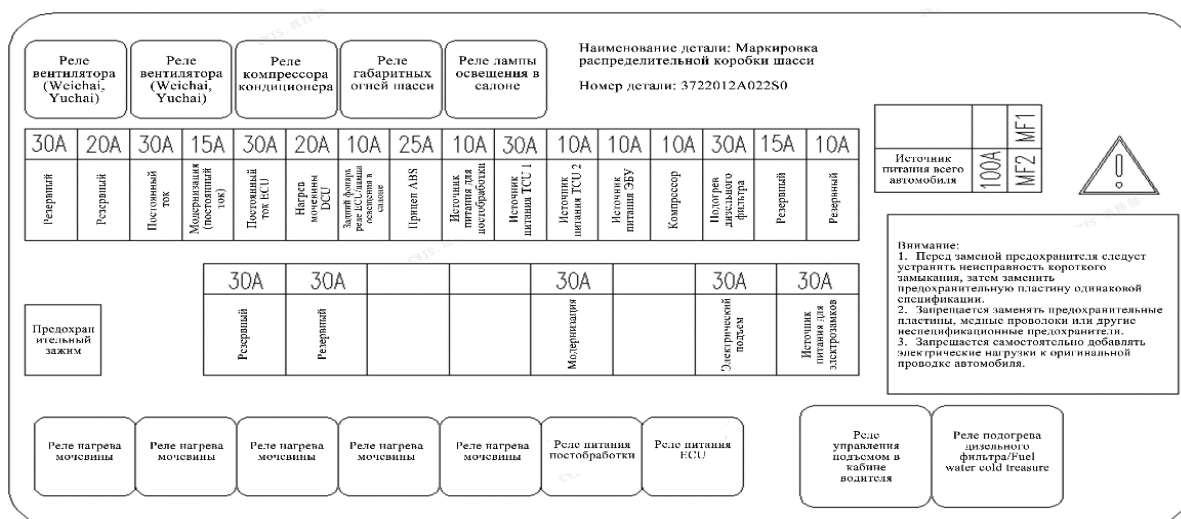 Реле
вентилятора
(Weichai,
Yuchai)
Реле
вентилятора
(Weichai,
Yuchai)
Реле
компрессора
кондиционера
Реле
габаритных
огней шасси
Реле лампы
освещения в
салоне
Наименование детали: Маркировка
распределительной коробки шасси
Номер детали: 3722012A022S0
30A 20A 30A 15A 30A 20A 10A 25A 10A 30A 10A 10A 10A 30A 15A 10A
Резервный
Резервный
Постоянный
ток
Модернизация
(постоянный
ток)
Постоянный
ток ECU
Нагрев
мочевины
DCU
Задний фонарь
реле ECU/лампа
освещения в
салоне
Прицеп ABS
Источник
питания для
постобработки
Источник
питания TCU 1
Источник
питания TCU 2
Источник
питания ЭБУ
Компрессор
Подогрев
дизельного
фильтра
Резервный
Резервный
MF1
Источник
питания всего
автомобиля
100A
MF2
Внимание:
1. Перед заменой предохранителя следует
устранить неисправность короткого
замыкания, затем заменить
предохранительную пластину одинаковой
спецификации.
2. Запрещается заменять предохранительные
пластины, медные проволоки или другие
неспецификационные предохранители.
3. Запрещается самостоятельно добавлять
электрические нагрузки к оригинальной
проводке автомобиля.
30A 30A 30A 30A 30A
Резервный
Резервный
Модернизация
Электрический
подъем
Источник
питания для
электрозамков
Предохран
ительный
зажим
Реле нагрева
мочевины
Реле нагрева
мочевины
Реле нагрева
мочевины
Реле нагрева
мочевины
Реле нагрева
мочевины
Реле питания
постобработки
Реле питания
ECU
Реле
управления
подъемом в
кабине
водителя
Реле подогрева
дизельного
фильтра/Fuel
water cold treasure